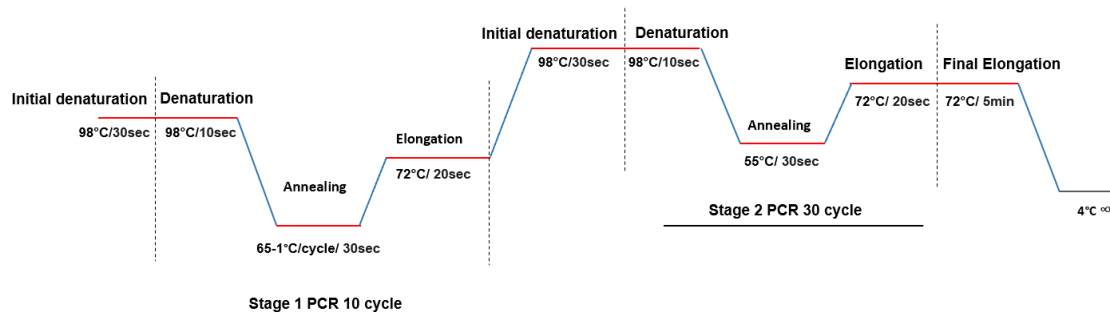 Initial denaturation
Denaturation
98°C/30sec
98°C/10sec
Annealing
65-1°C/cycle/ 30sec
Elongation
72°C/ 20sec
Stage 1 PCR 10 cycle
Initial denaturation
Denaturation
98°C/30sec
98°C/10sec
Annealing
55°C/ 30sec
Elongation
Final Elongation
72°C/ 20sec
72°C/ 5min
Stage 2 PCR 30 cycle
4°C ∞